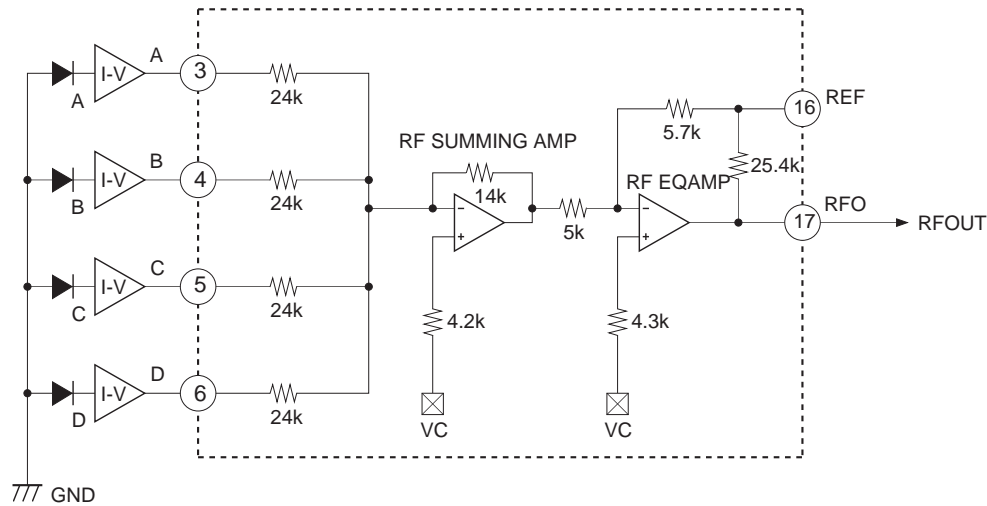 A
I-V
3
A
24k
B
I-V
4
B
24k
C
I-V
5
C
24k
D
I-V
6
D
24k
GND
RF SUMMING AMP
14k
−
+
4.2k
VC
5k
5.7k
16
REF
25.4k
RF EQAMP
−
+
17
RFO
RFOUT
4.3k
VC